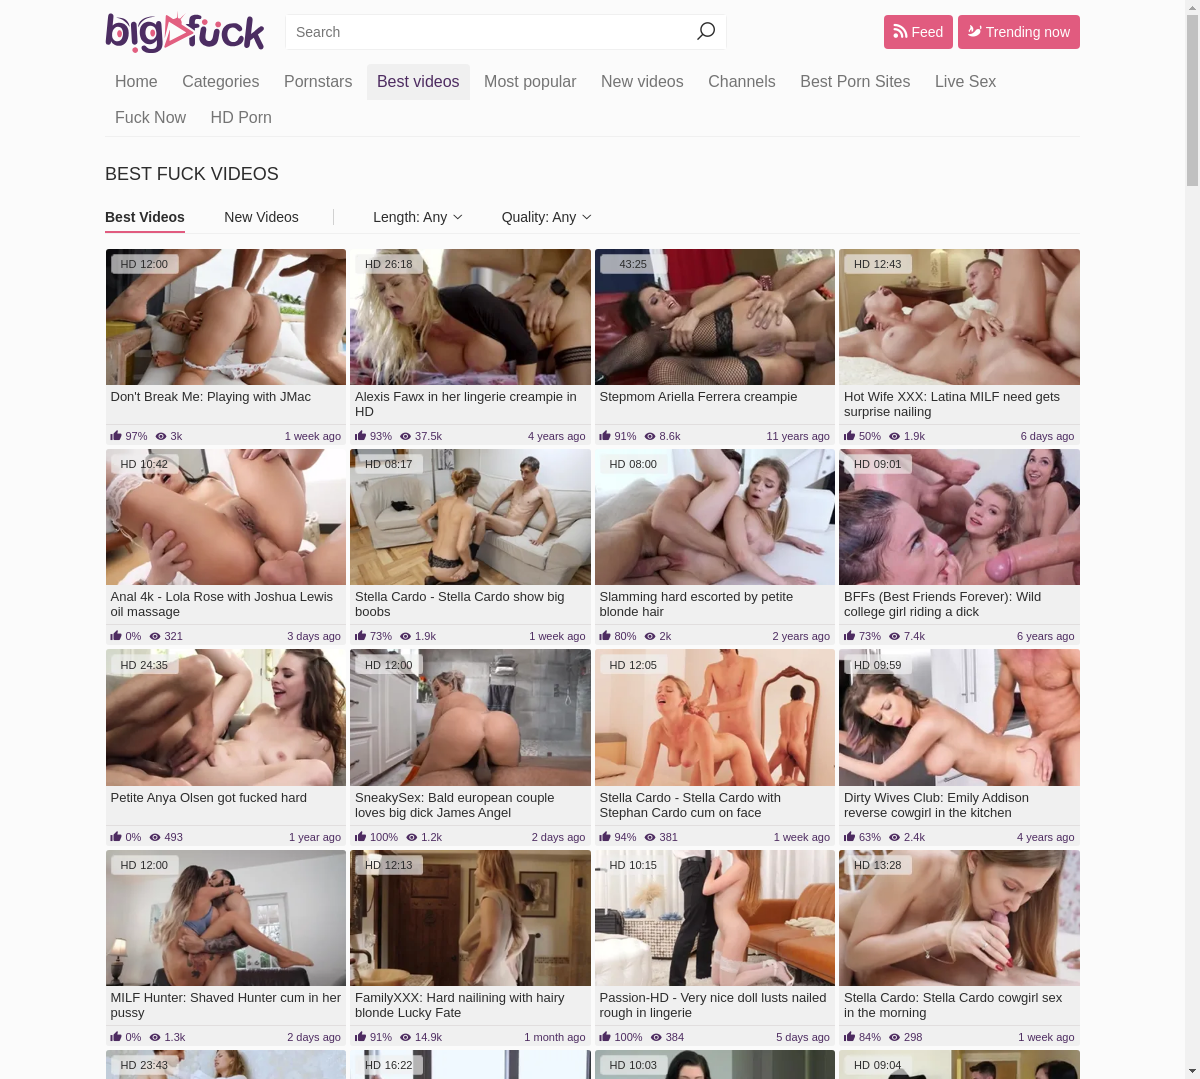 big fuck
Search
Feed
Trending now
Home Categories Pornstars Best videos Most popular New videos Channels Best Porn Sites Live Sex
Fuck Now HD Porn
BEST FUCK VIDEOS
Best Videos New Videos Length: Any Quality: Any
HD 12:00
HD 26:18
43:25
HD 12:43
Don't Break Me: Playing with JMac
Alexis Fawx in her lingerie creampie in
HD
Stepmom Ariella Ferrera creampie
Hot Wife XXX: Latina MILF need gets
surprise nailing
97% 3k 1 week ago
93% 37.5k 4 years ago
91% 8.6k 11 years ago
50% 1.9k 6 days ago
HD 10:42
HD 08:17
HD 08:00
HD 09:01
Anal 4k - Lola Rose with Joshua Lewis
oil massage
Stella Cardo - Stella Cardo show big
boobs
Slamming hard escorted by petite
blonde hair
BFFs (Best Friends Forever): Wild
college girl riding a dick
0% 321 3 days ago
73% 1.9k 1 week ago
80% 2k 2 years ago
73% 7.4k 6 years ago
HD 24:35
HD 12:00
HD 12:05
HD 09:59
Petite Anya Olsen got fucked hard
SneakySex: Bald european couple
loves big dick James Angel
Stella Cardo - Stella Cardo with
Stephan Cardo cum on face
Dirty Wives Club: Emily Addison
reverse cowgirl in the kitchen
0% 493 1 year ago
100% 1.2k 2 days ago
94% 381 1 week ago
63% 2.4k 4 years ago
HD 12:00
HD 12:13
HD 10:15
HD 13:28
MILF Hunter: Shaved Hunter cum in her
pussy
FamilyXXX: Hard nailining with hairy
blonde Lucky Fate
Passion-HD - Very nice doll lusts nailed
rough in lingerie
Stella Cardo: Stella Cardo cowgirl sex
in the morning
0% 1.3k 2 days ago
91% 14.9k 1 month ago
100% 384 5 days ago
84% 298 1 week ago
HD 23:43
HD 16:22
HD 10:03
HD 09:04